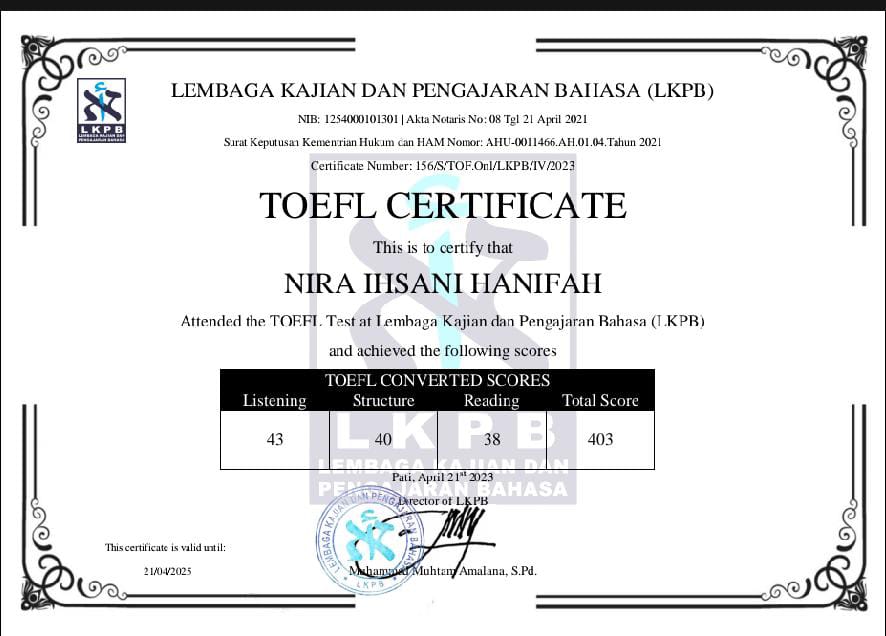 LKPB
LEMBAGA KAJIAN DAN
PENGAJARAN BAHASA
LEMBAGA KAJIAN DAN PENGAJARAN BAHASA (LKPB)
NIB: 1254000101301 | Akta Notaris No: 08 Tgl 21 April 2021
Surat Keputusan Kementrian Hukum dan HAM Nomor: AHU-0011466.AH.01.04.Tahun 2021
Certificate Number: 156/S/TOF.Onl/LKPB/IV/2023
TOEFL CERTIFICATE
This is to certify that
NIRA IHSANI HANIFAH
Attended the TOEFL Test at Lembaga Kajian dan Pengajaran Bahasa (LKPB)
and achieved the following scores
TOEFL CONVERTED SCORES
Listening Structure Reading Total Score
43 40 38 403
LKPB
LEMBAGA KAJIAN DAN
PENGAJARAN BAHASA
Pati, April 21st 2023
Director of LKPB
LEMBAGA KAJIAN DAN PENGAJARAN BAHASA
LKPB
Muhammad Muhtam Amalana, S.Pd.
This certificate is valid until:
21/04/2025